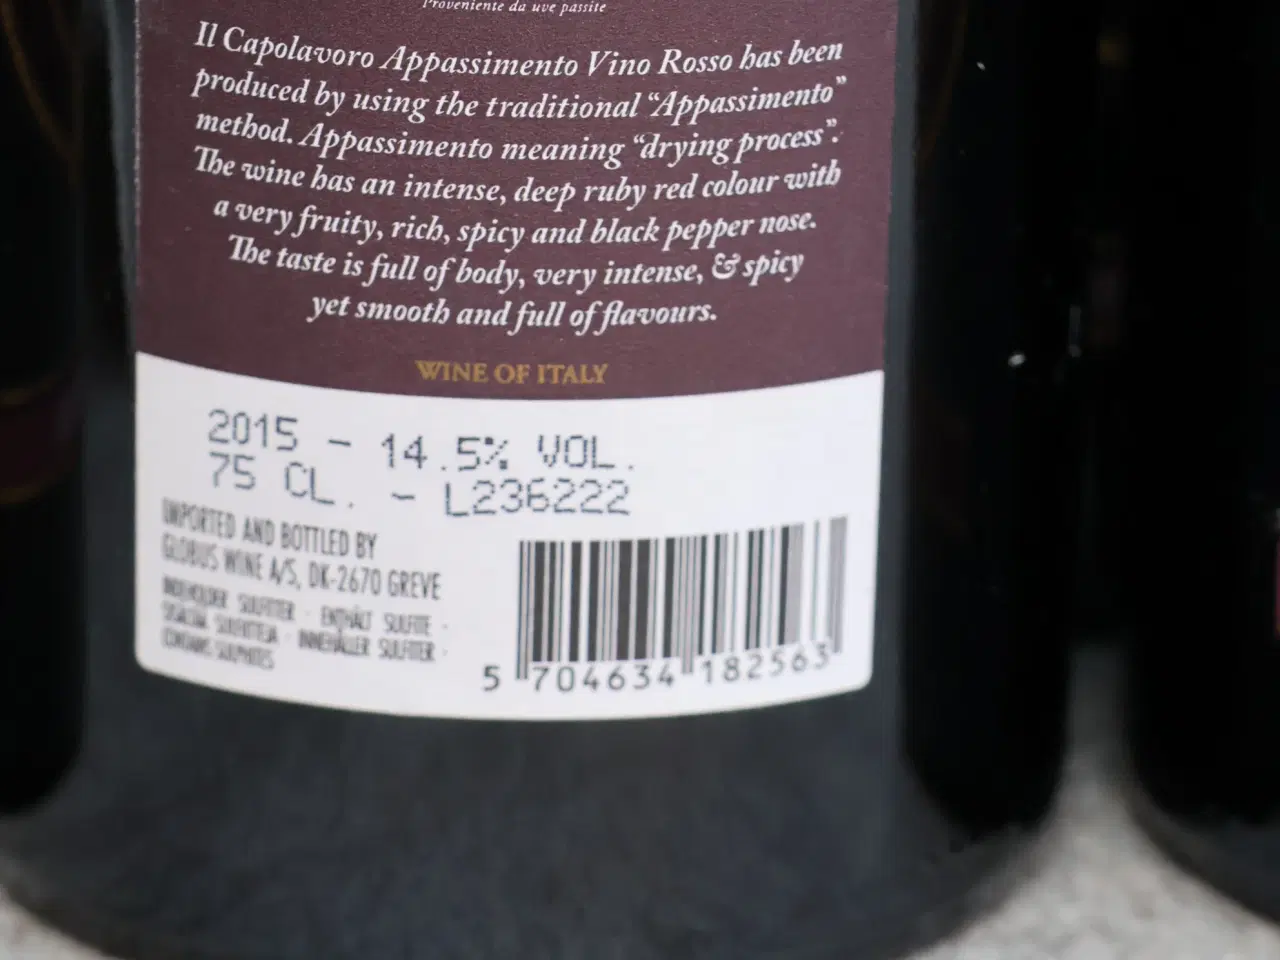 Proveniente da uve passite
Il Capolavoro Appassimento Vino Rosso has been
produced by using the traditional “Appassimento”
method. Appassimento meaning “drying process”.
The wine has an intense, deep ruby red colour with
a very fruity, rich, spicy and black pepper nose.
The taste is full of body, very intense, & spicy
yet smooth and full of flavours.
WINE OF ITALY
2015 - 14.5% VOL.
75 CL. - L236222
IMPORTED AND BOTTLED BY
GLOBUS WINE A/S, DK-2670 GREVE
INDEHOLDER SULFITTER · ENTHÄLT SULFITE ·
SISÄLTÄÄ SULFIITTEJA · INNEHÅLLER SULFITER ·
CONTAINS SULPHITES
5 704634 182563